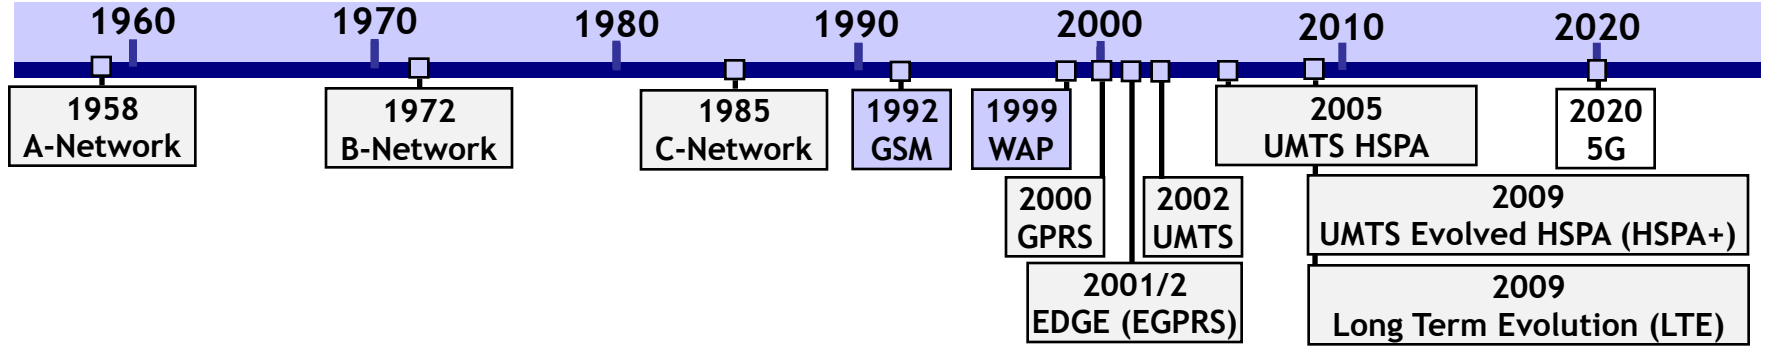 1960
1970
1980
1990
2000
2010
2020
1958
A-Network
1972
B-Network
1985
C-Network
1992
GSM
1999
WAP
2005
UMTS HSPA
2020
5G
2000
GPRS
2002
UMTS
2009
UMTS Evolved HSPA (HSPA+)
2001/2
EDGE (EGPRS)
2009
Long Term Evolution (LTE)